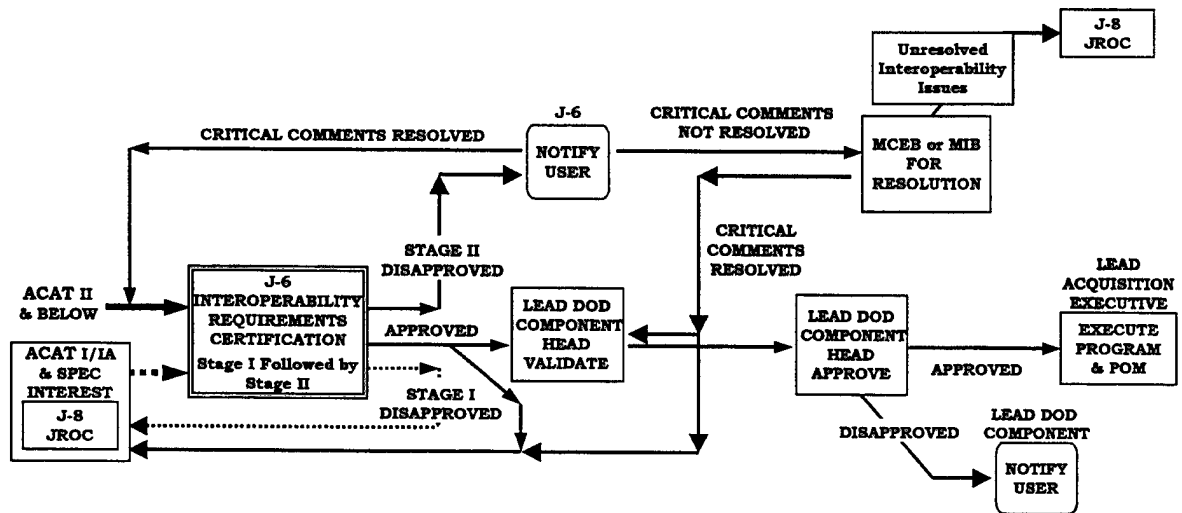 J-8
JROC
Unresolved
Interoperability
Issues
J-6
CRITICAL COMMENTS RESOLVED
CRITICAL COMMENTS
NOT RESOLVED
NOTIFY
USER
MCEB or MIB
FOR
RESOLUTION
CRITICAL
COMMENTS
RESOLVED
STAGE II
DISAPPROVED
ACAT II
& BELOW
J-6
INTEROPERABILITY
REQUIREMENTS
CERTIFICATION
Stage I Followed by
Stage II
APPROVED
LEAD DOD
COMPONENT
HEAD
VALIDATE
LEAD DOD
COMPONENT
HEAD
APPROVE
APPROVED
LEAD
ACQUISITION
EXECUTIVE
EXECUTE
PROGRAM
& POM
ACAT I/IA
& SPEC
INTEREST
J-8
JROC
STAGE I
DISAPPROVED
DISAPPROVED
LEAD DOD
COMPONENT
NOTIFY
USER